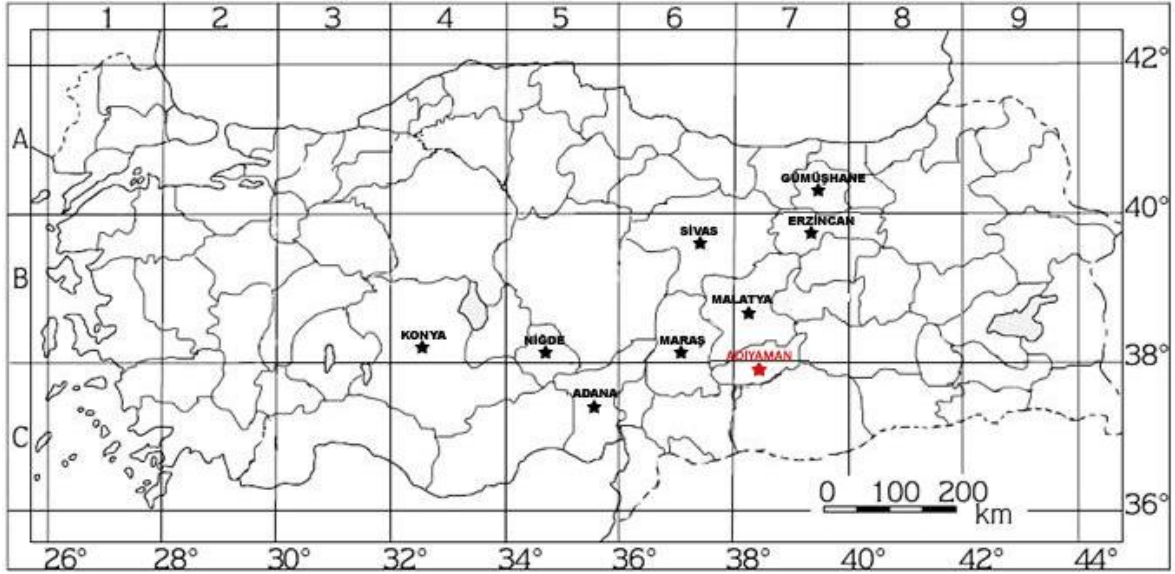 1 2 3 4 5 6 7 8 9
42°
A
GÜMÜŞHANE
40°
ERZİNCAN
SİVAS
B
MALATYA
KONYA
NİĞDE
MARAŞ
ADIYAMAN
38°
ADANA
C
0 100 200
km
36°
26° 28° 30° 32° 34° 36° 38° 40° 42° 44°